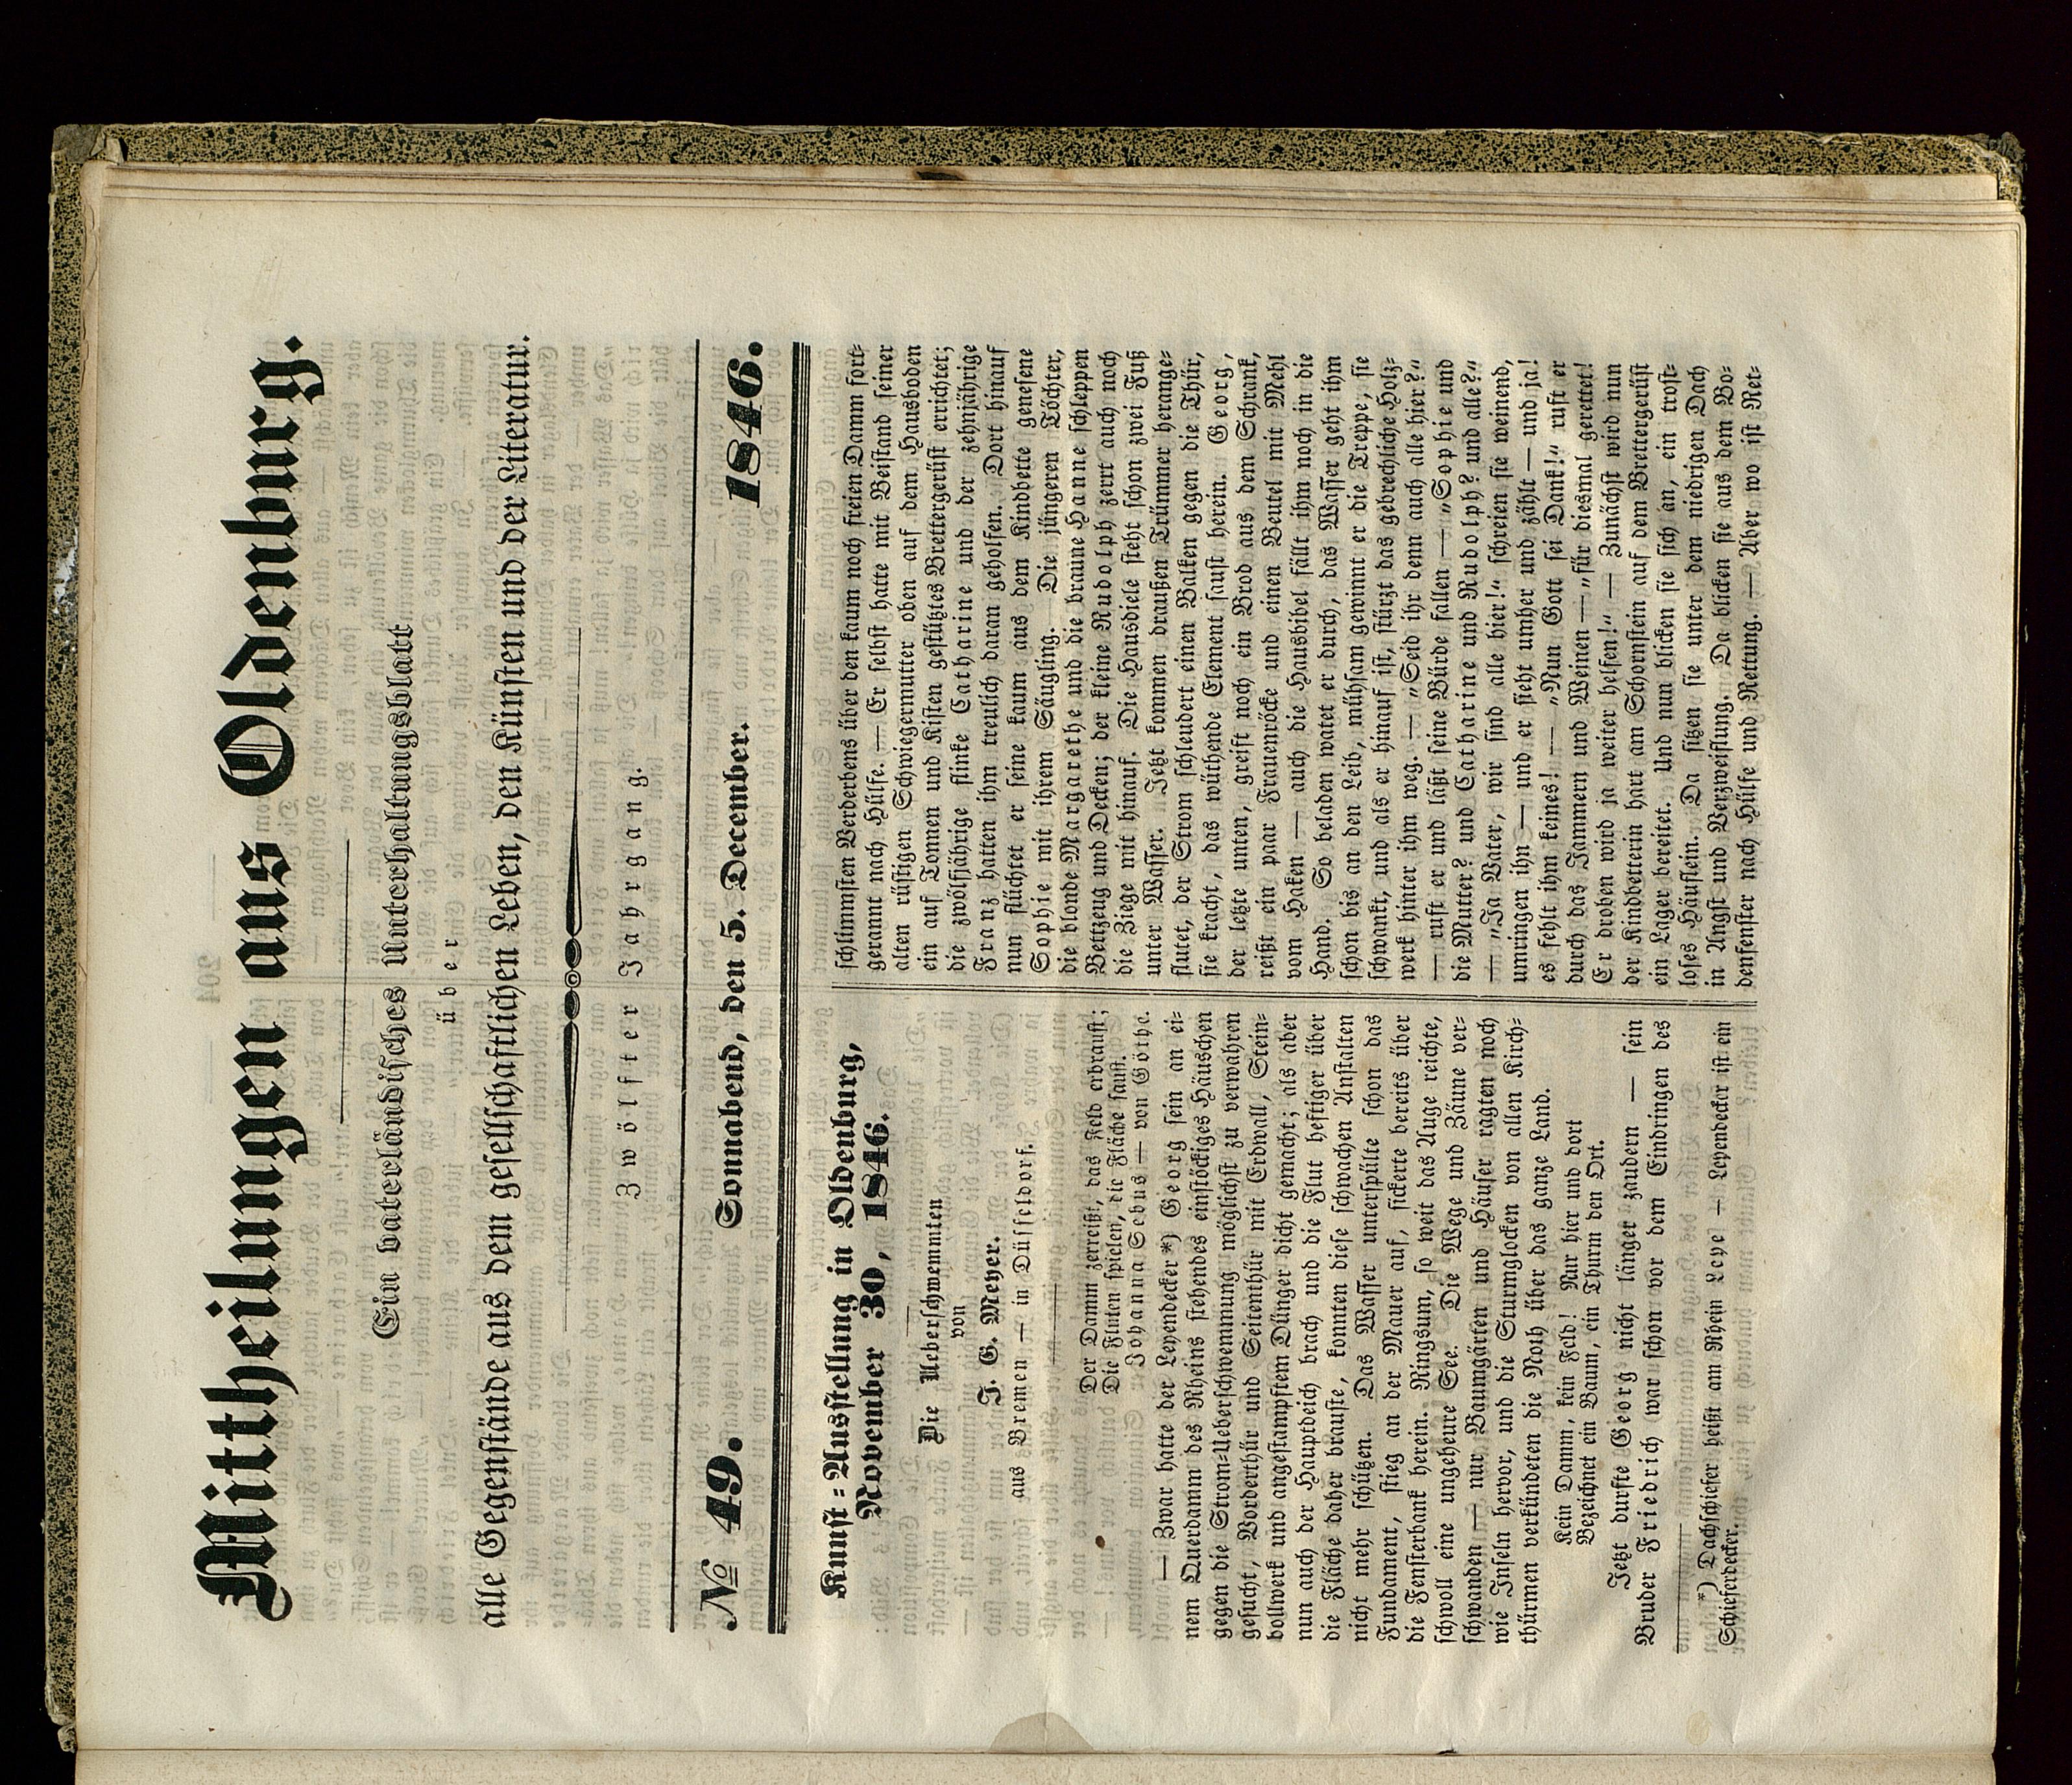 Mittheilungen aus Oldenburg.
Ein vaterländisches Unterhaltungsblatt
über
alle Gegenstände aus dem gesellschaftlichen Leben, den Künsten und der Literatur.
Zwölfter Jahrgang.
№ 49. Sonnabend, den 5. December. 1846.
Kunst-Ausstellung in Oldenburg,
November 30, 1846.
Die Ueberschwemmten
von
J. G. Meyer.
aus Bremen — in Düsseldorf.
Der Damm zerreißt, das Feld erbraust;
Die Fluten spielen, die Fläche saust.
Johanna Sebus — von Göthe.
— Zwar hatte der Leyendecker *) Georg sein an ei-
nem Querdamm des Rheins stehendes einstöckiges Häuschen
gegen die Strom-Ueberschwemmung möglichst zu verwahren
gesucht, Vorderthür und Seitenthür mit Erdwall, Stein-
bollwerk und angestampftem Dünger dicht gemacht; als aber
nun auch der Hauptdeich brach und die Flut heftiger über
die Fläche daher brauste, konnten diese schwachen Anstalten
nicht mehr schützen. Das Wasser unterspülte schon das
Fundament, stieg an der Mauer auf, sickerte bereits über
die Fensterbank herein. Ringsum, so weit das Auge reichte,
schwoll eine ungeheure See. Die Wege und Zäune ver-
schwanden — nur Baumgärten und Häuser ragten noch
wie Inseln hervor, und die Sturmglocken von allen Kirch-
thürmen verkündeten die Noth über das ganze Land.
Kein Damm, kein Feld! Nur hier und dort
Bezeichnet ein Baum, ein Thurm den Ort.
Jetzt durfte Georg nicht länger zaudern — sein
Bruder Friedrich war schon vor dem Eindringen des
*) Dachschiefer heißt am Rhein Leye — Leyendecker ist ein
Schieferdecker.
schlimmsten Verderbens über den kaum noch freien Damm fort-
gerannt nach Hülfe. — Er selbst hatte mit Beistand seiner
alten rüstigen Schwiegermutter oben auf dem Hausboden
ein auf Tonnen und Kisten gestütztes Brettergerüst errichtet;
die zwölfjährige flinke Catharine und der zehnjährige
Franz hatten ihm treulich daran geholfen. Dort hinauf
nun flüchtet er seine kaum aus dem Kindbette genesene
Sophie mit ihrem Säugling. Die jüngeren Töchter,
die blonde Margarethe und die braune Hanne schleppen
Bettzeug und Decken; der kleine Rudolph zerrt auch noch
die Ziege mit hinauf. Die Hausdiele steht schon zwei Fuß
unter Wasser. Jetzt kommen draußen Trümmer herange-
flutet, der Strom schleudert einen Balken gegen die Thür,
sie kracht, das wüthende Element saust herein. Georg,
der letzte unten, greift noch ein Brod aus dem Schrank,
reißt ein paar Frauenröcke und einen Beutel mit Mehl
vom Haken — auch die Hausbibel fällt ihm noch in die
Hand. So beladen watet er durch, das Wasser geht ihm
schon bis an den Leib, mühsam gewinnt er die Treppe, sie
schwankt, und als er hinauf ist, stürzt das gebrechliche Holz-
werk hinter ihm weg. — „Seid ihr denn auch alle hier?“
— ruft er und läßt seine Bürde fallen — „Sophie und
die Mutter? und Catharine und Rudolph? und alle?“
— „Ja Vater, wir sind alle hier!“ schreien sie weinend,
umringen ihn — und er sieht umher und zählt — und ja!
es fehlt ihm keines! — „Nun Gott sei Dank!“ ruft er
durch das Jammern und Weinen — „für diesmal gerettet!
Er droben wird ja weiter helfen!“ — Zunächst wird nun
der Kindbetterin hart am Schornstein auf dem Brettergerüst
ein Lager bereitet. Und nun blicken sie sich an, ein trost-
loses Häuflein. Da sitzen sie unter dem niedrigen Dach
in Angst und Verzweiflung. Da blicken sie aus dem Bo-
denfenster nach Hülfe und Rettung. — Aber wo ist Ret-